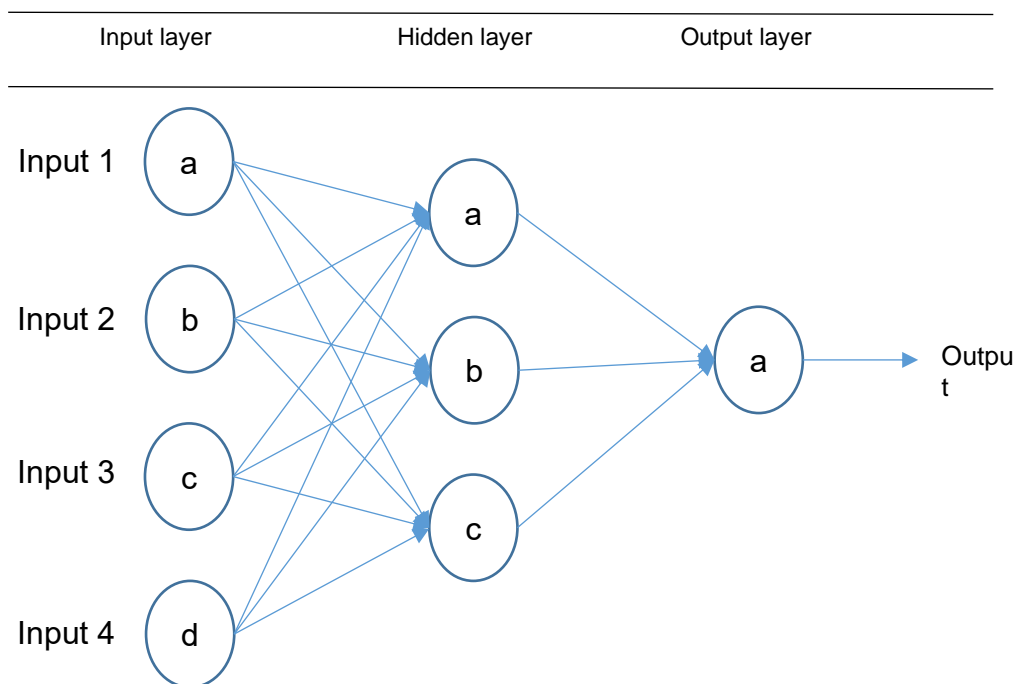 Input layer Hidden layer Output layer
Input 1
a
a
Input 2
b
b
a
Outpu
t
Input 3
c
c
Input 4
d